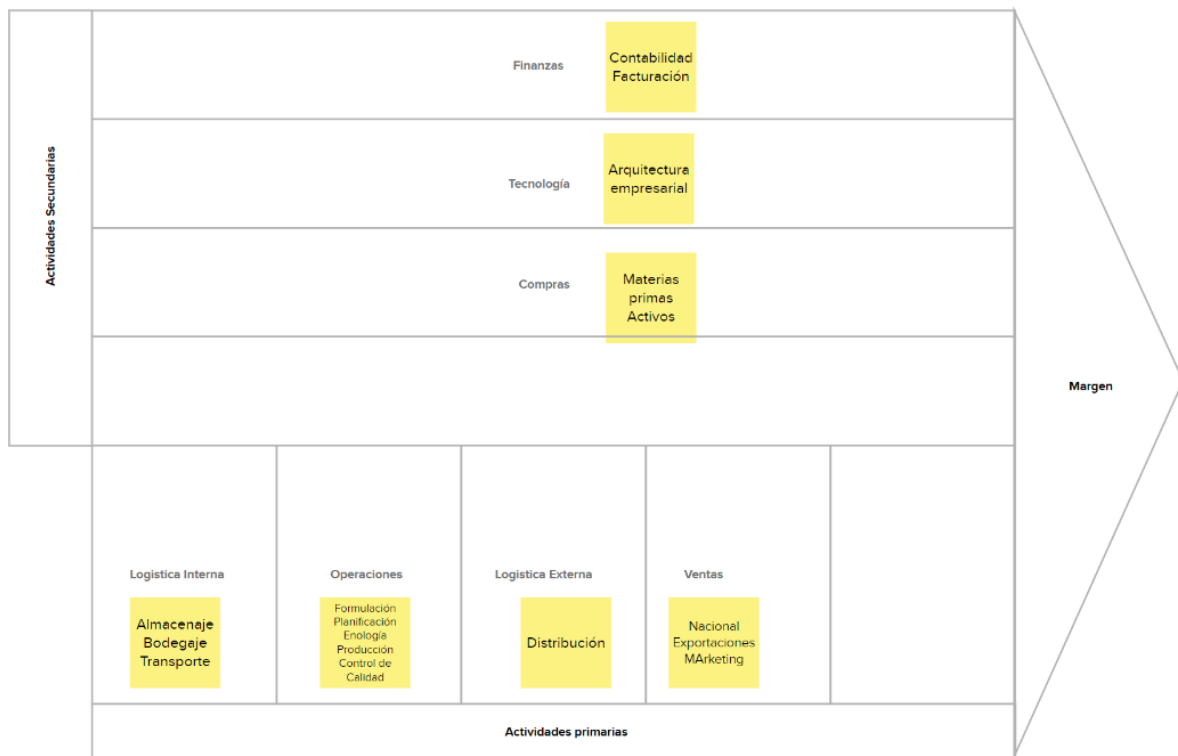 Actividades Secundarias
Finanzas
Contabilidad
Facturación
Tecnología
Arquitectura
empresarial
Compras
Materias
primas
Activos
Margen
Logistica Interna
Almacenaje
Bodegaje
Transporte
Operaciones
Formulación
Planificación
Enología
Producción
Control de
Calidad
Logistica Externa
Distribución
Ventas
Nacional
Exportaciones
MArketing
Actividades primarias